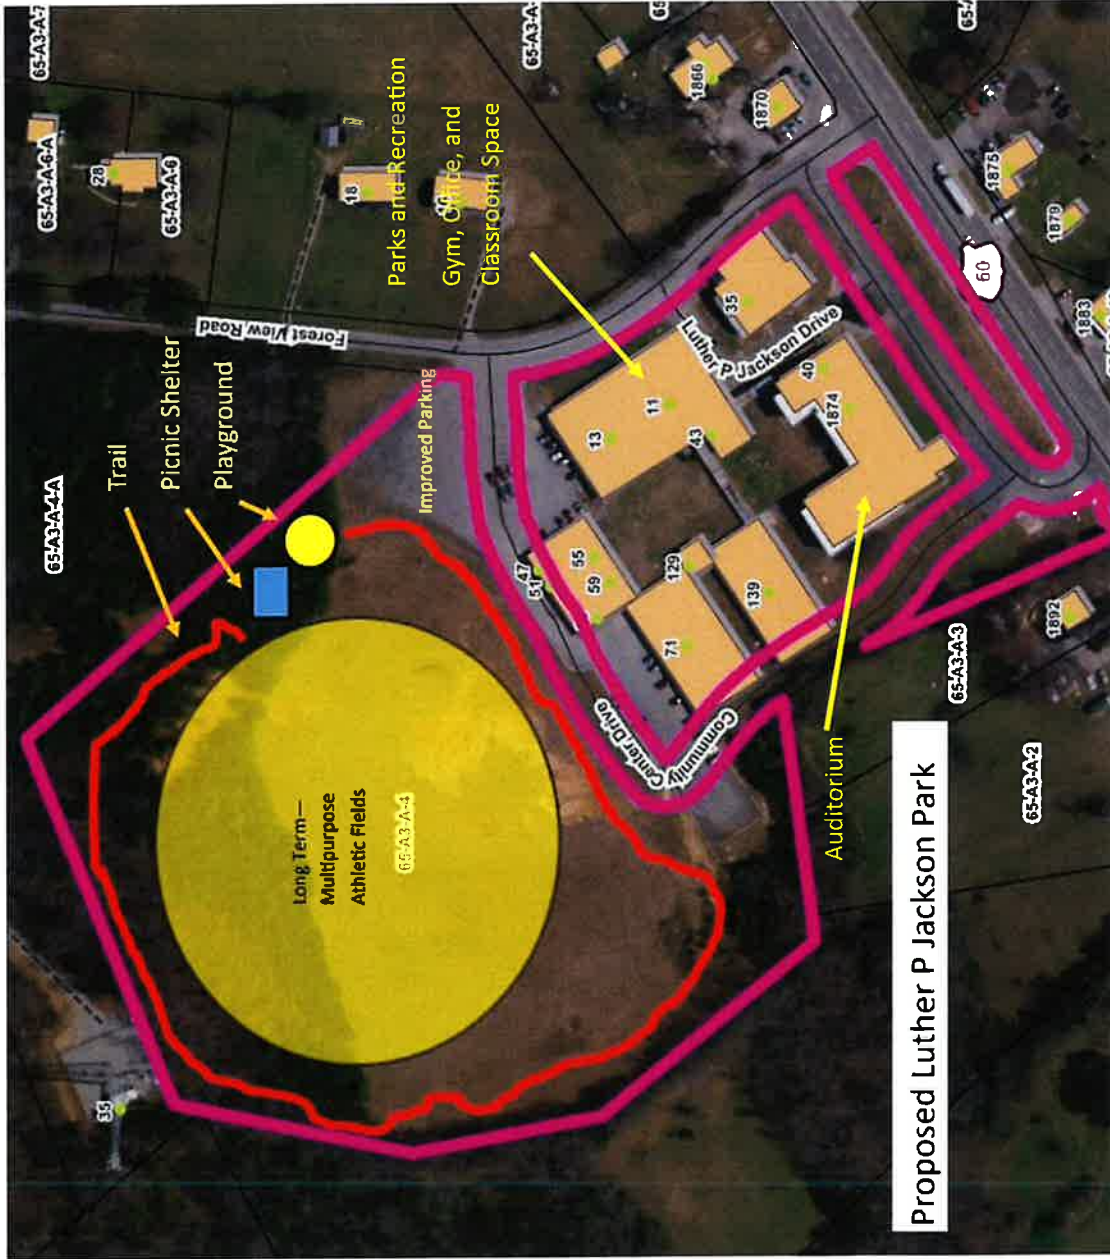 65-A3-A-7
65-A3-A-6-A
28
65-A3-A-6
18
65-A3-A-
1866
1870
65-
1875
1879
1883
60
Parks and Recreation
Gym, Office, and
Classroom Space
Forest View Road
65-A3-A-4-A
Trail
Picnic Shelter
Playground
Improved Parking
Luther P Jackson Drive
35
11
13
43
40
1874
47
51
55
59
129
139
71
Community
Center Drive
Long Term—
Multipurpose
Athletic Fields
65-A3-A-4
Auditorium
1892
65-A3-A-3
65-A3-A-2
35
Proposed Luther P Jackson Park